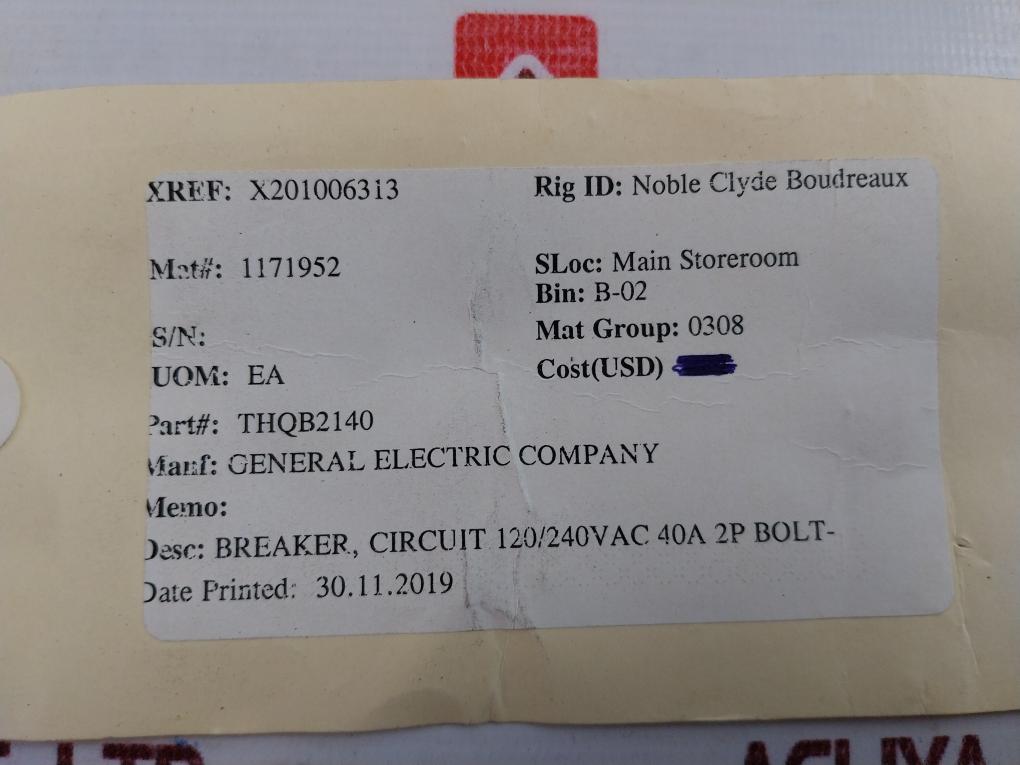 XREF: X201006313
Rig ID: Noble Clyde Boudreaux
Mat#: 1171952
SLoc: Main Storeroom
Bin: B-02
S/N:
Mat Group: 0308
UOM: EA
Cost(USD)
Part#: THQB2140
Manf: GENERAL ELECTRIC COMPANY
Memo:
Desc: BREAKER, CIRCUIT 120/240VAC 40A 2P BOLT-
Date Printed: 30.11.2019